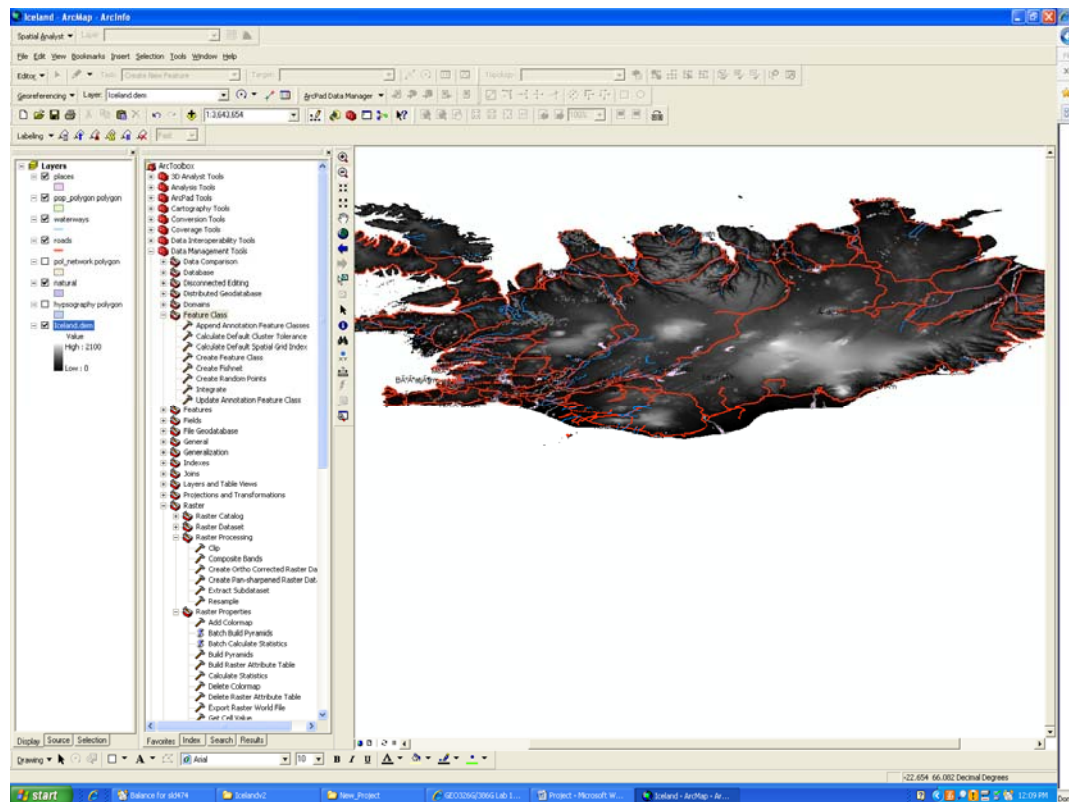 Iceland - ArcMap - ArcInfo
Spatial Analyst Layer:
File Edit View Bookmarks Insert Selection Tools Window Help
Editor Task: Create New Feature Target: Topology:
Georeferencing Layer: Iceland.dem ArcPad Data Manager
1:3,643,654 100%
Labeling Fast
Layers
places
pop_polygon polygon
waterways
roads
pol_network polygon
natural
hypsography polygon
Iceland.dem
Value
High : 2100
Low : 0
ArcToolbox
3D Analyst Tools
Analysis Tools
ArcPad Tools
Cartography Tools
Conversion Tools
Coverage Tools
Data Interoperability Tools
Data Management Tools
Data Comparison
Database
Disconnected Editing
Distributed Geodatabase
Domains
Feature Class
Append Annotation Feature Classes
Calculate Default Cluster Tolerance
Calculate Default Spatial Grid Index
Create Feature Class
Create Fishnet
Create Random Points
Integrate
Update Annotation Feature Class
Features
Fields
File Geodatabase
General
Generalization
Indexes
Joins
Layers and Table Views
Projections and Transformations
Raster
Raster Catalog
Raster Dataset
Raster Processing
Clip
Composite Bands
Create Ortho Corrected Raster Da
Create Pan-sharpened Raster Dat
Extract Subdataset
Resample
Raster Properties
Add Colormap
Batch Build Pyramids
Batch Calculate Statistics
Build Pyramids
Build Raster Attribute Table
Calculate Statistics
Delete Colormap
Delete Raster Attribute Table
Export Raster World File
Get Cell Value
Display Source Selection
Favorites Index Search Results
Drawing A Arial 10 B I U A
-22.654 66.082 Decimal Degrees
start Balance for sld474 Icelandv2 New_Project GEO326G/386G Lab 1... Project - Microsoft W... Iceland - ArcMap - Ar... 12:09 PM